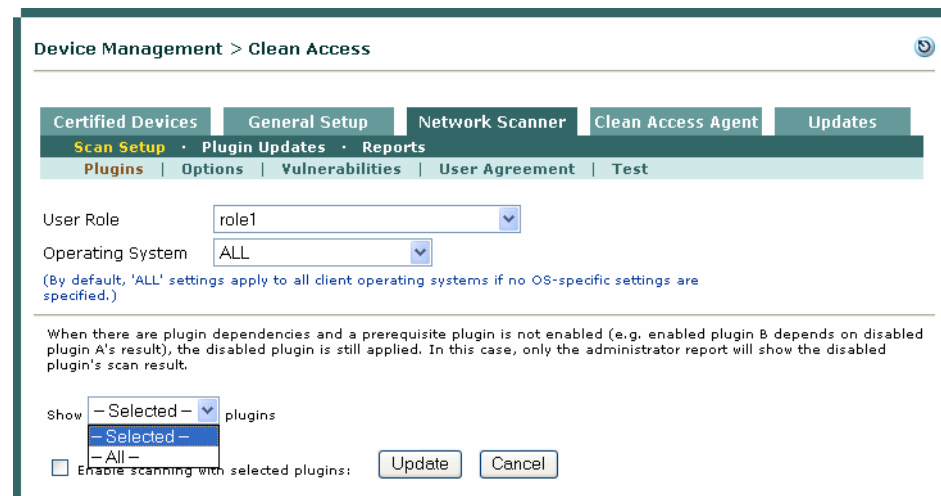 Device Management > Clean Access
Certified Devices General Setup Network Scanner Clean Access Agent Updates
Scan Setup · Plugin Updates · Reports
Plugins | Options | Vulnerabilities | User Agreement | Test
User Role role1
Operating System ALL
(By default, 'ALL' settings apply to all client operating systems if no OS-specific settings are
specified.)
When there are plugin dependencies and a prerequisite plugin is not enabled (e.g. enabled plugin B depends on disabled
plugin A's result), the disabled plugin is still applied. In this case, only the administrator report will show the disabled
plugin's scan result.
Show – Selected – plugins
– Selected –
– All –
Enable scanning with selected plugins: Update Cancel